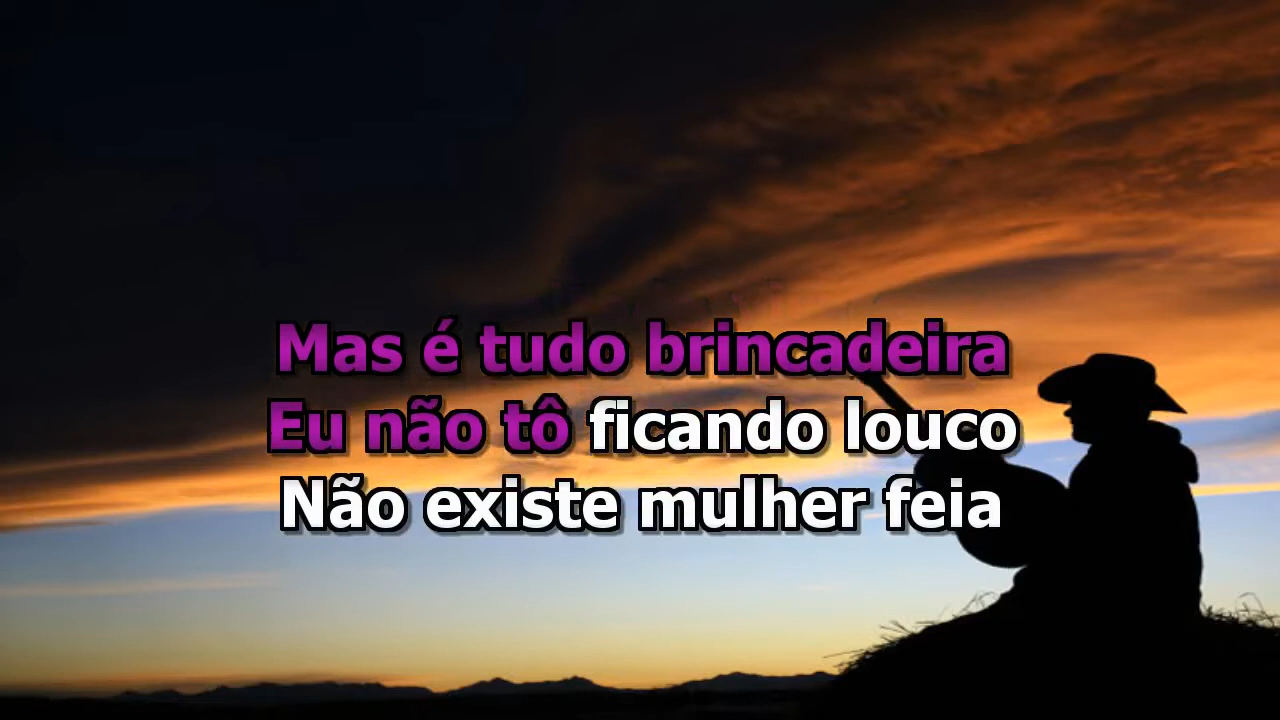 Mas é tudo brincadeira
Eu não tô ficando louco
Não existe mulher feia